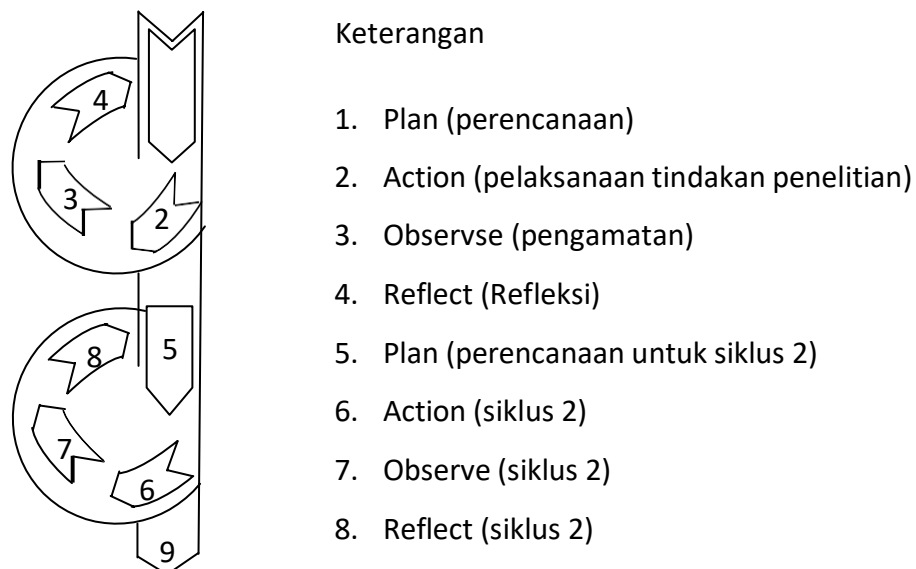 Keterangan
4
3
2
8
5
7
6
9
1. Plan (perencanaan)
2. Action (pelaksanaan tindakan penelitian)
3. Observse (pengamatan)
4. Reflect (Refleksi)
5. Plan (perencanaan untuk siklus 2)
6. Action (siklus 2)
7. Observe (siklus 2)
8. Reflect (siklus 2)